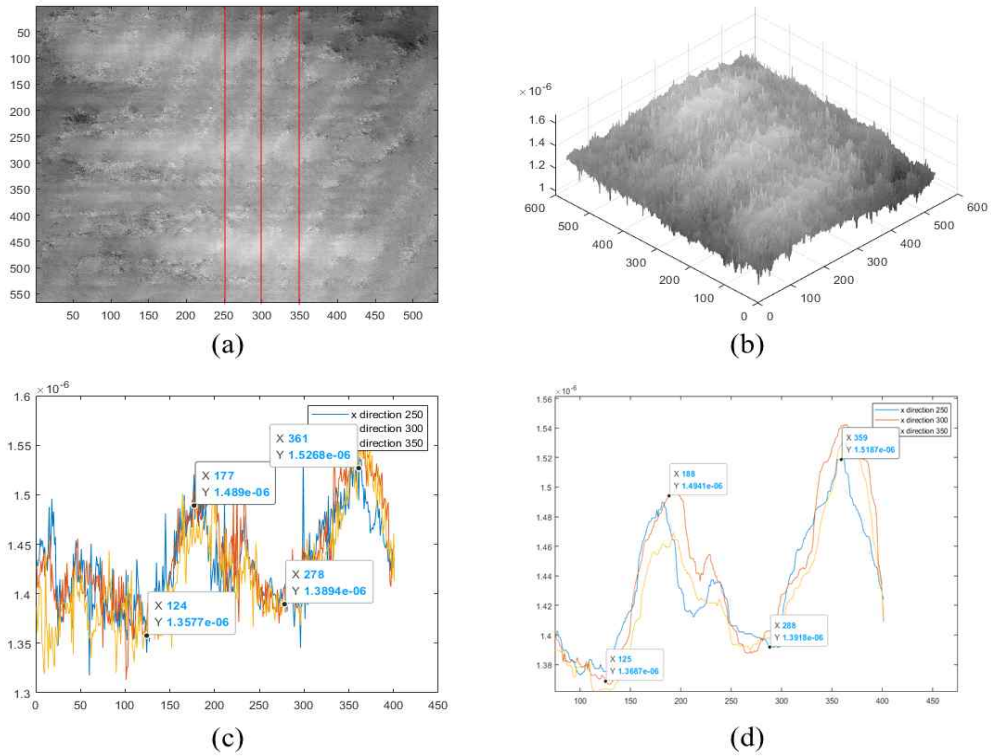 50
100
150
200
250
300
350
400
450
500
550
50 100 150 200 250 300 350 400 450 500
(a)
× 10⁻⁶
1.6
1.4
1.2
1
600
500
400
300
200
100
0
0
100
200
300
400
500
600
(b)
× 10⁻⁶
1.6
1.55
1.5
1.45
1.4
1.35
1.3
0 50 100 150 200 250 300 350 400 450
x direction 250
direction 300
direction 350
X 361
Y 1.5268e-06
X 177
Y 1.489e-06
X 278
Y 1.3894e-06
X 124
Y 1.3577e-06
(c)
× 10⁻⁶
1.56
1.54
1.52
1.5
1.48
1.46
1.44
1.42
1.4
1.38
100 150 200 250 300 350 400 450
x direction 250
x direction 300
x direction 350
X 359
Y 1.5187e-06
X 188
Y 1.4941e-06
X 288
Y 1.3918e-06
X 125
(d)